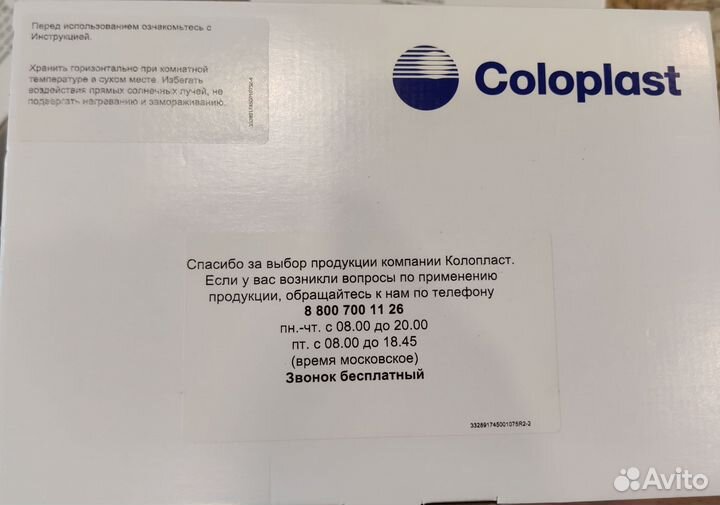 Перед использованием ознакомьтесь с
Инструкцией.
Хранить горизонтально при комнатной
температуре в сухом месте. Избегать
воздействия прямых солнечных лучей, не
подвергать нагреванию и замораживанию.
Coloplast
Спасибо за выбор продукции компании Колопласт.
Если у вас возникли вопросы по применению
продукции, обращайтесь к нам по телефону
8 800 700 11 26
пн.-чт. с 08.00 до 20.00
пт. с 08.00 до 18.45
(время московское)
Звонок бесплатный
332891745001075R2-2
Avito